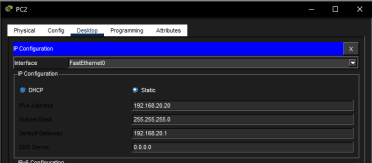 PC2
Physical Config Desktop Programming Attributes
IP Configuration X
Interface FastEthernet0
IP Configuration
DHCP Static
IPv4 Address 192.168.20.20
Subnet Mask 255.255.255.0
Default Gateway 192.168.20.1
DNS Server 0.0.0.0
IPv6 Configuration